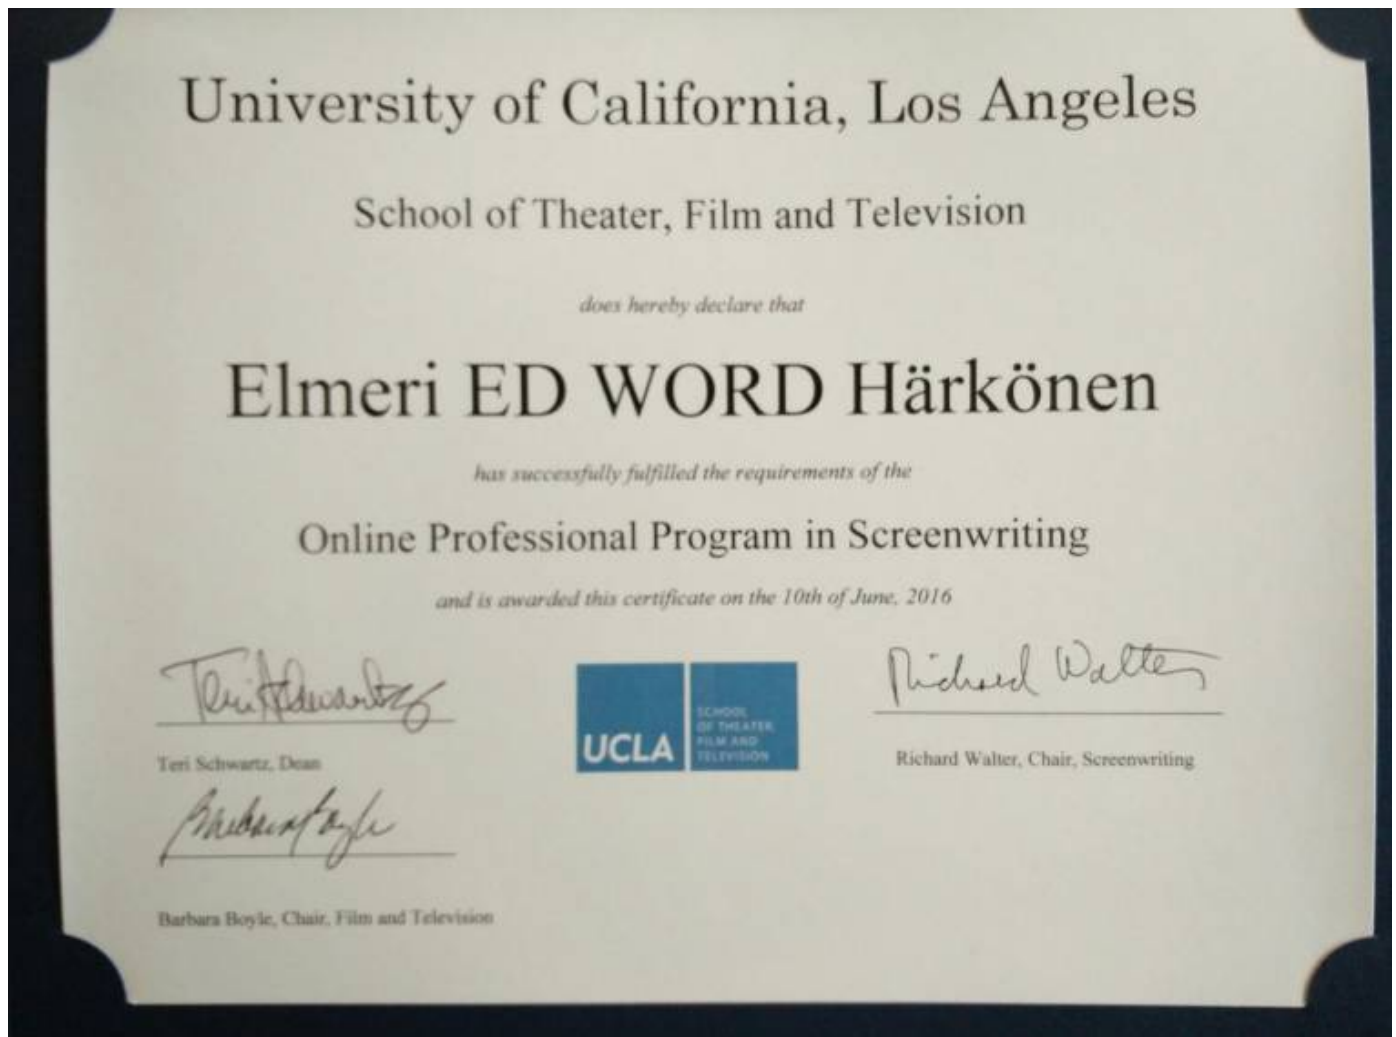 University of California, Los Angeles
School of Theater, Film and Television
does hereby declare that
Elmeri ED WORD Härkönen
has successfully fulfilled the requirements of the
Online Professional Program in Screenwriting
and is awarded this certificate on the 10th of June, 2016
Teri Schwartz
Teri Schwartz, Dean
Barbara Boyle
Barbara Boyle, Chair, Film and Television
UCLA
SCHOOL
OF THEATER
FILM AND
TELEVISION
Richard Walter
Richard Walter, Chair, Screenwriting